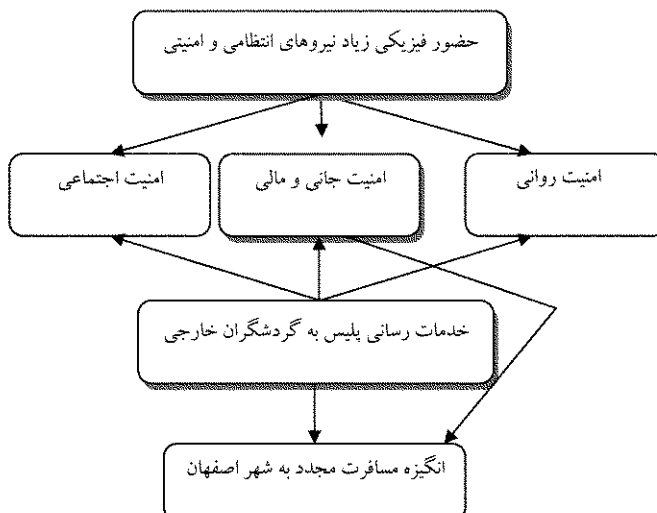 حضور فیزیکی زیاد نیروهای انتظامی و امنیتی
امنیت روانی
امنیت جانی و مالی
امنیت اجتماعی
خدمات رسانی پلیس به گردشگران خارجی
انگیزه مسافرت مجدد به شهر اصفهان